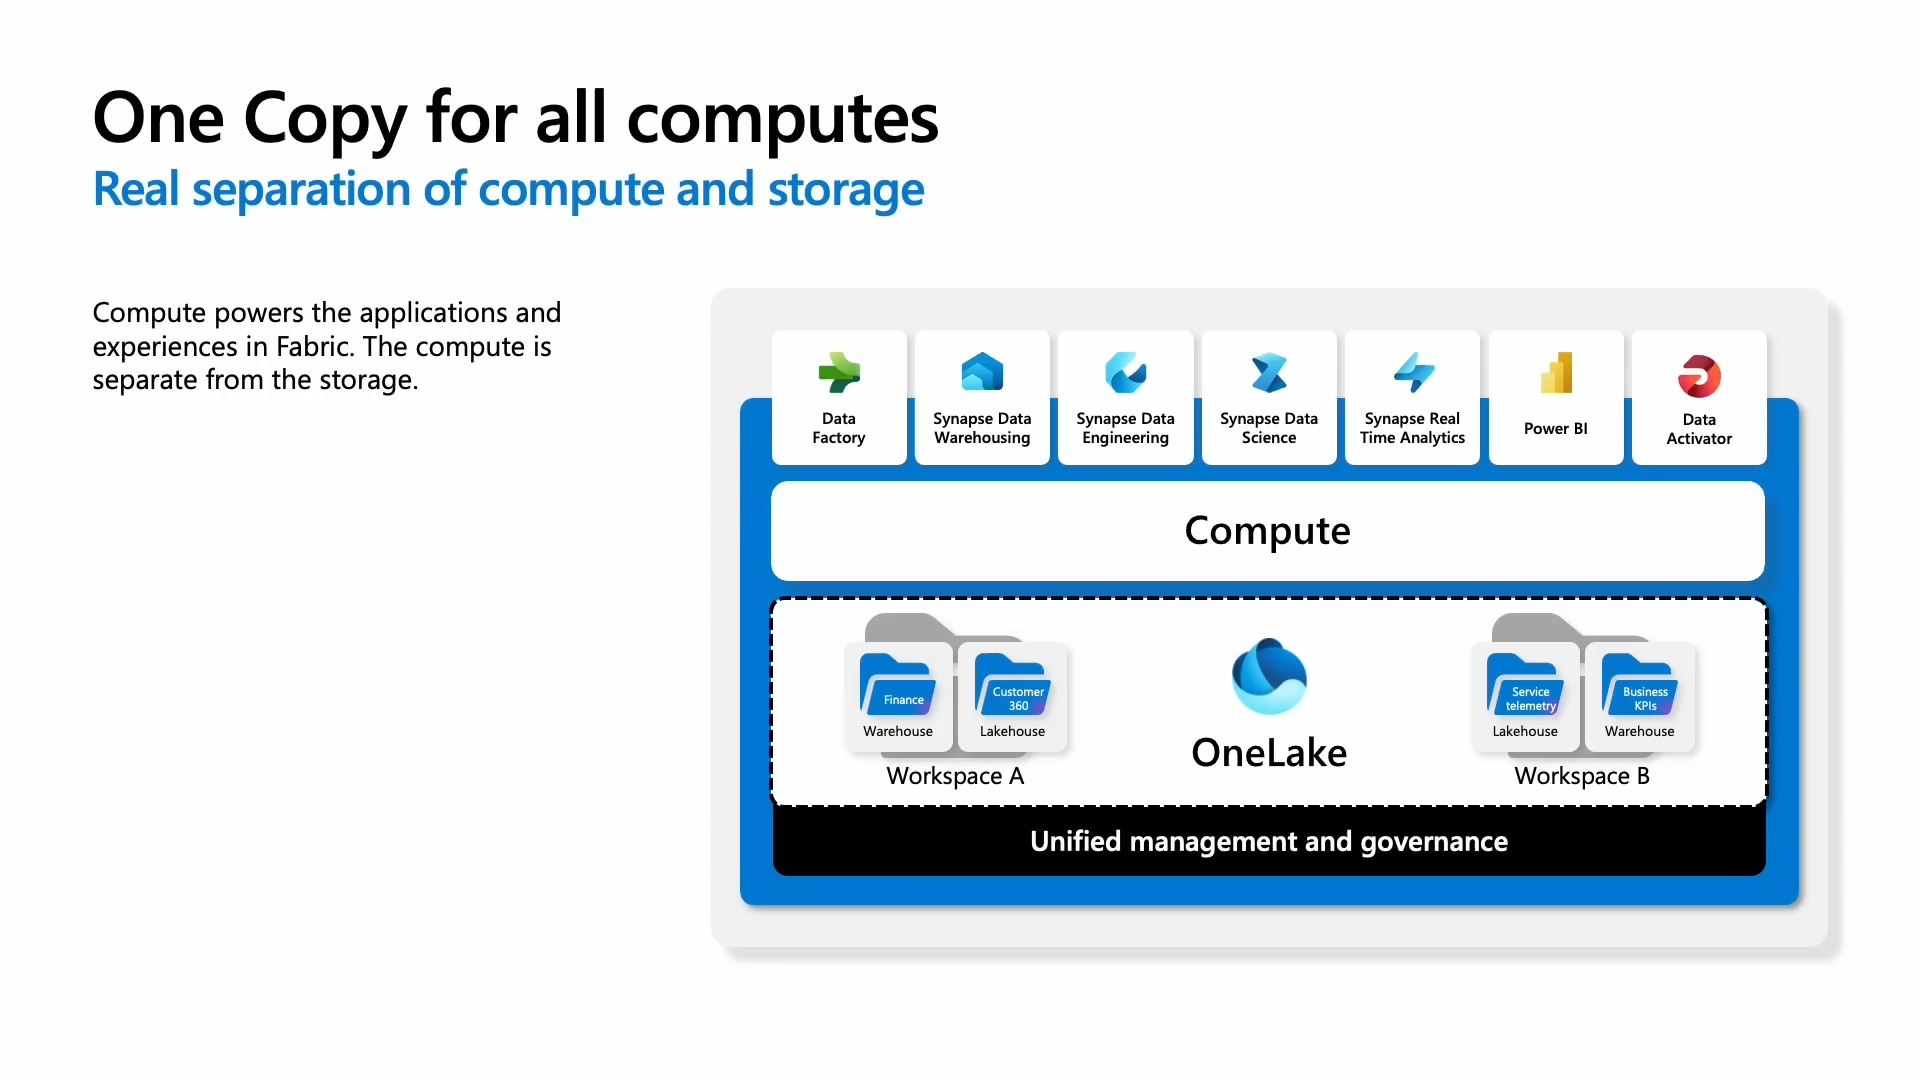 One Copy for all computes
Real separation of compute and storage
Compute powers the applications and
experiences in Fabric. The compute is
separate from the storage.
Data
Factory
Synapse Data
Warehousing
Synapse Data
Engineering
Synapse Data
Science
Synapse Real
Time Analytics
Power BI
Data
Activator
Compute
Finance
Warehouse
Customer
360
Lakehouse
Workspace A
OneLake
Service
telemetry
Lakehouse
Business
KPIs
Warehouse
Workspace B
Unified management and governance